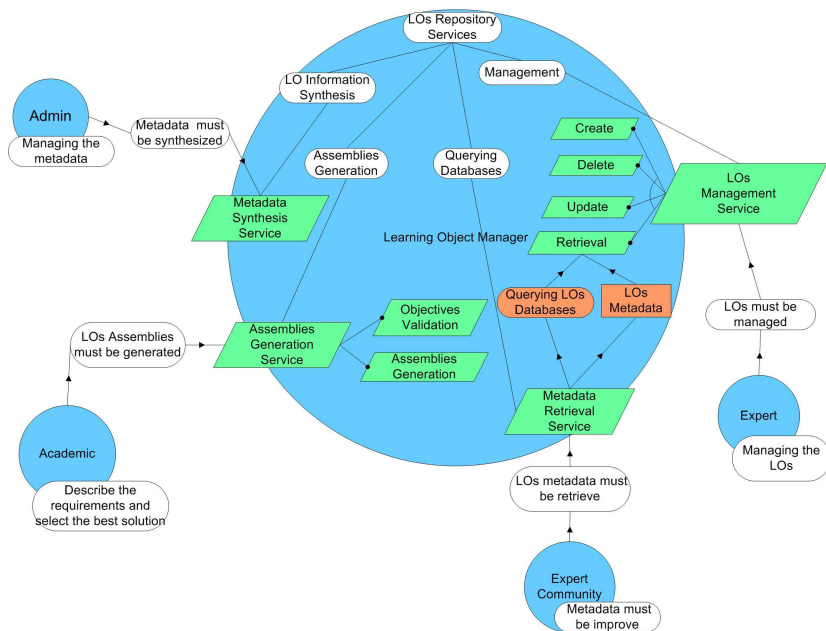 LOs Repository
Services
LO Information
Synthesis
Management
Admin
Managing the
metadata
Metadata  must
be synthesized
Assemblies
Generation
Querying
Databases
Create
Delete
Update
Retrieval
LOs
Management
Service
Metadata
Synthesis
Service
Learning Object Manager
Querying LOs
Databases
LOs
Metadata
LOs must be
managed
Objectives
Validation
Assemblies
Generation
LOs Assemblies
must be generated
Assemblies
Generation
Service
Metadata
Retrieval
Service
Expert
Managing the
LOs
Academic
Describe the
requirements and
select the best solution
LOs metadata must
be retrieve
Expert
Community
Metadata must
be improve